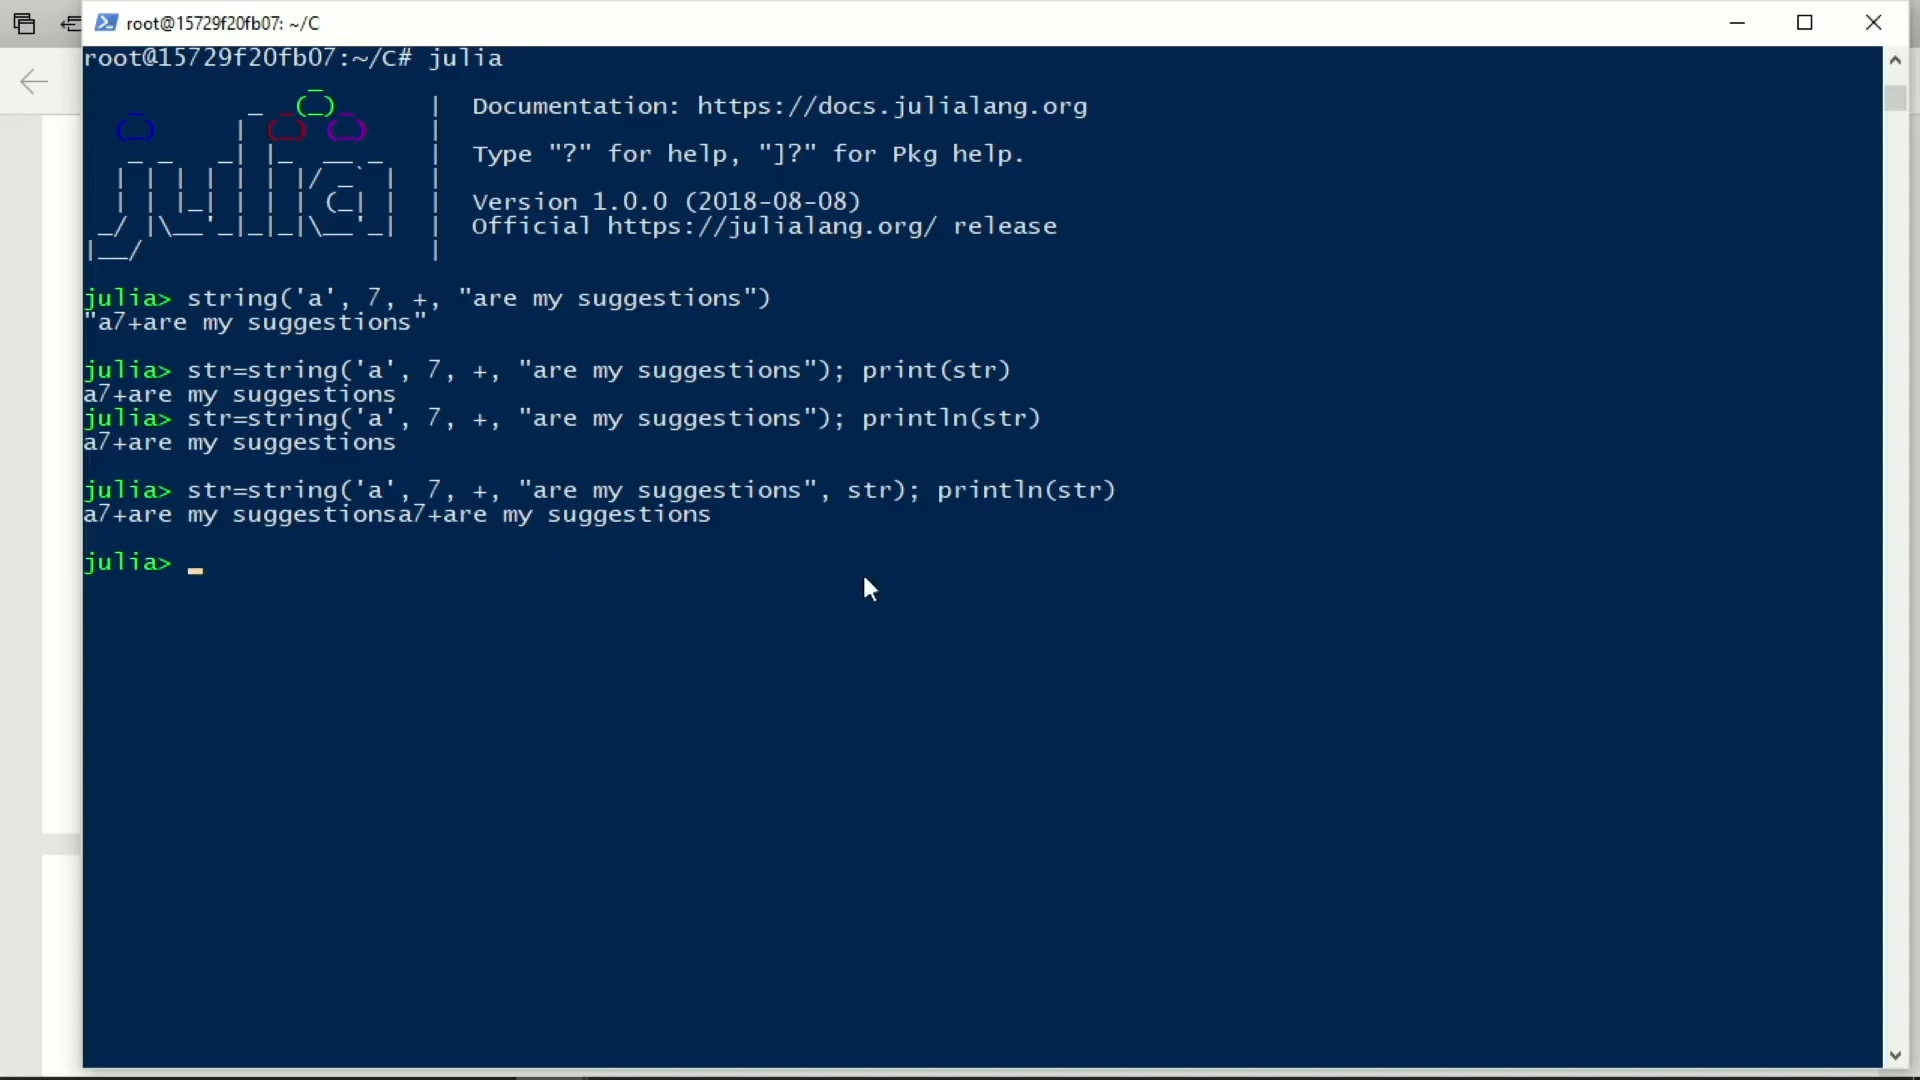 root@15729f20fb07: ~/C
root@15729f20fb07:~/C# julia
Documentation: https://docs.julialang.org
Type "?" for help, "]?" for Pkg help.
Version 1.0.0 (2018-08-08)
Official https://julialang.org/ release
julia> string('a', 7, +, "are my suggestions")
"a7+are my suggestions"
julia> str=string('a', 7, +, "are my suggestions"); print(str)
a7+are my suggestions
julia> str=string('a', 7, +, "are my suggestions"); println(str)
a7+are my suggestions
julia> str=string('a', 7, +, "are my suggestions", str); println(str)
a7+are my suggestionsa7+are my suggestions
julia>